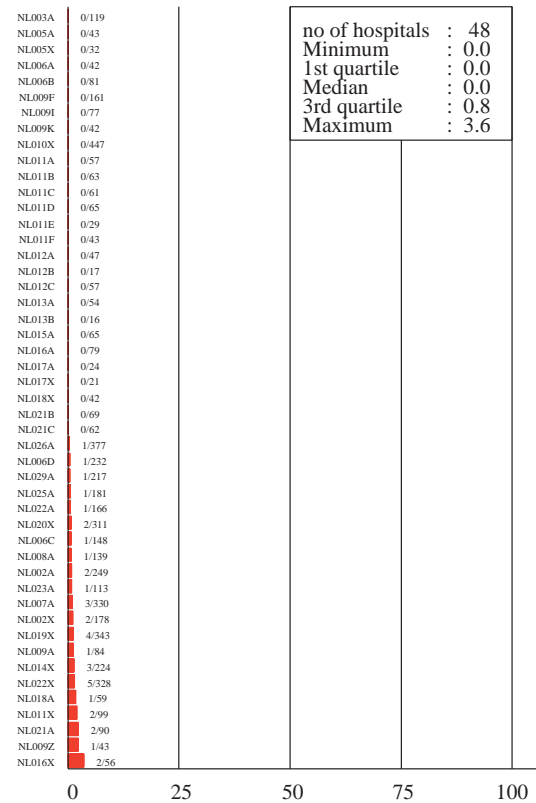 NL003A 0/119
NL005A 0/43
NL005X 0/32
NL006A 0/42
NL006B 0/81
NL009F 0/161
NL009I 0/77
NL009K 0/42
NL010X 0/447
NL011A 0/57
NL011B 0/63
NL011C 0/61
NL011D 0/65
NL011E 0/29
NL011F 0/43
NL012A 0/47
NL012B 0/17
NL012C 0/57
NL013A 0/54
NL013B 0/16
NL015A 0/65
NL016A 0/79
NL017A 0/24
NL017X 0/21
NL018X 0/42
NL021B 0/69
NL021C 0/62
NL026A 1/377
NL006D 1/232
NL029A 1/217
NL025A 1/181
NL022A 1/166
NL020X 2/311
NL006C 1/148
NL008A 1/139
NL002A 2/249
NL023A 1/113
NL007A 3/330
NL002X 2/178
NL019X 4/343
NL009A 1/84
NL014X 3/224
NL022X 5/328
NL018A 1/59
NL011X 2/99
NL021A 2/90
NL009Z 1/43
NL016X 2/56
0 25 50 75 100
no of hospitals : 48
Minimum : 0.0
1st quartile : 0.0
Median : 0.0
3rd quartile : 0.8
Maximum : 3.6